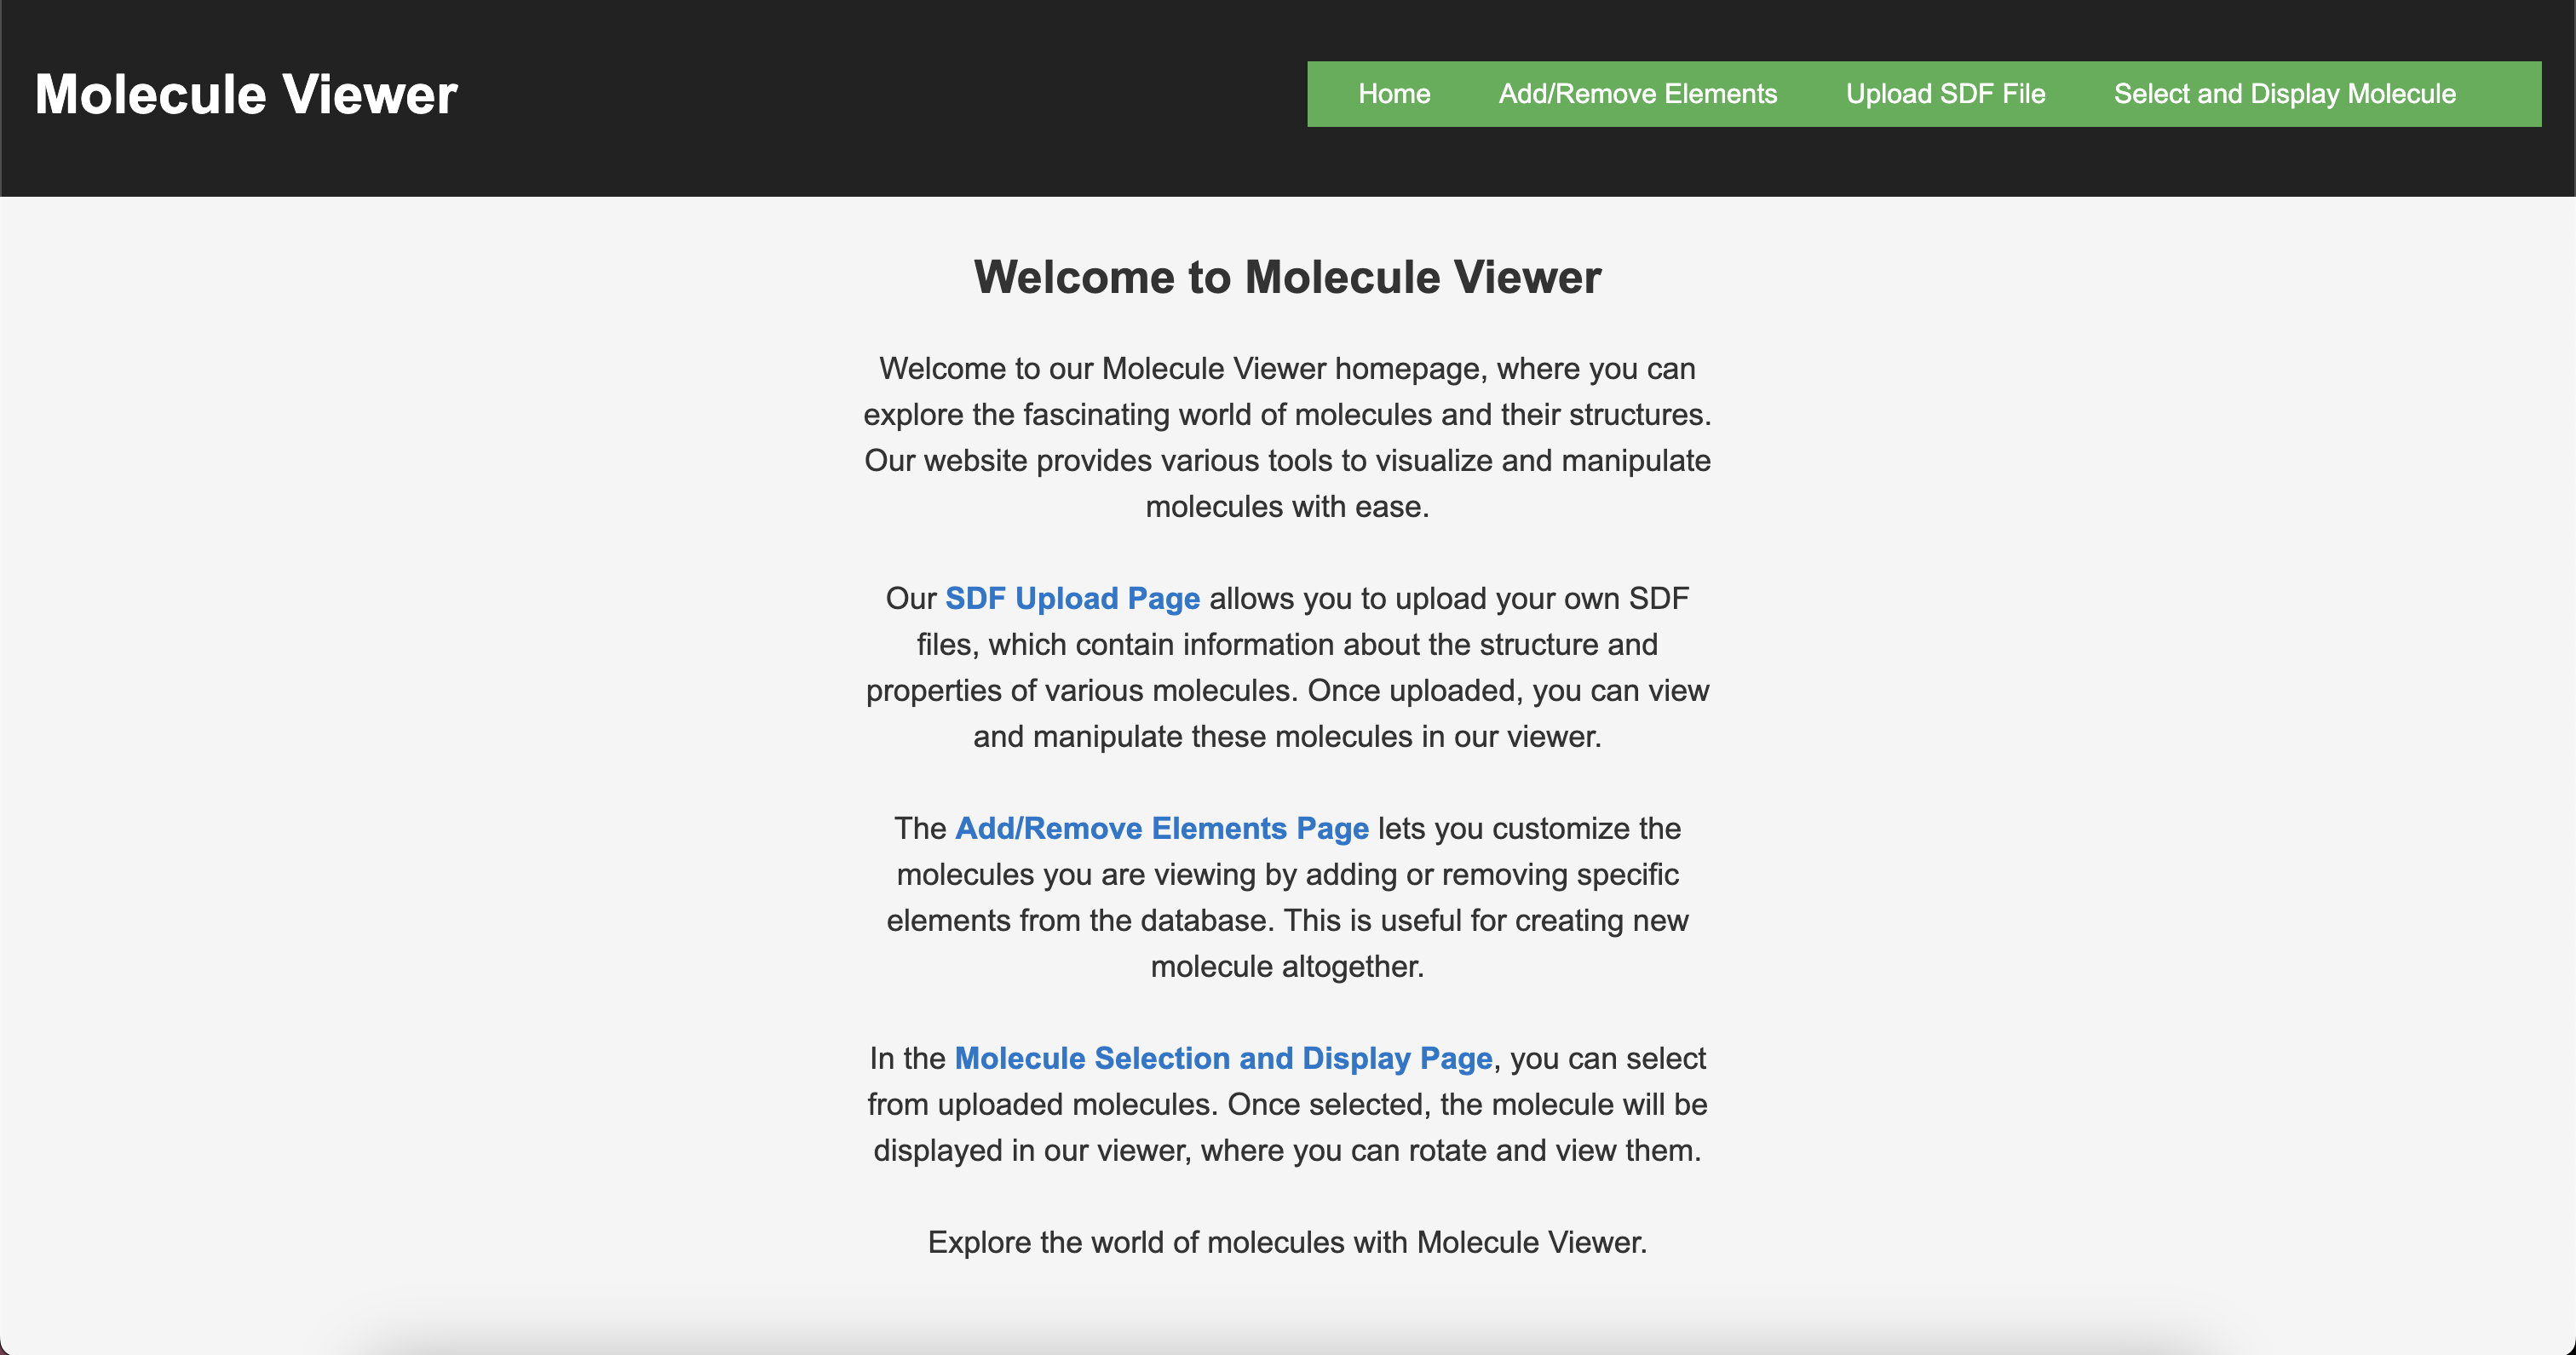 Molecule Viewer
Home Add/Remove Elements Upload SDF File Select and Display Molecule
Welcome to Molecule Viewer
Welcome to our Molecule Viewer homepage, where you can
explore the fascinating world of molecules and their structures.
Our website provides various tools to visualize and manipulate
molecules with ease.
Our SDF Upload Page allows you to upload your own SDF
files, which contain information about the structure and
properties of various molecules. Once uploaded, you can view
and manipulate these molecules in our viewer.
The Add/Remove Elements Page lets you customize the
molecules you are viewing by adding or removing specific
elements from the database. This is useful for creating new
molecule altogether.
In the Molecule Selection and Display Page, you can select
from uploaded molecules. Once selected, the molecule will be
displayed in our viewer, where you can rotate and view them.
Explore the world of molecules with Molecule Viewer.